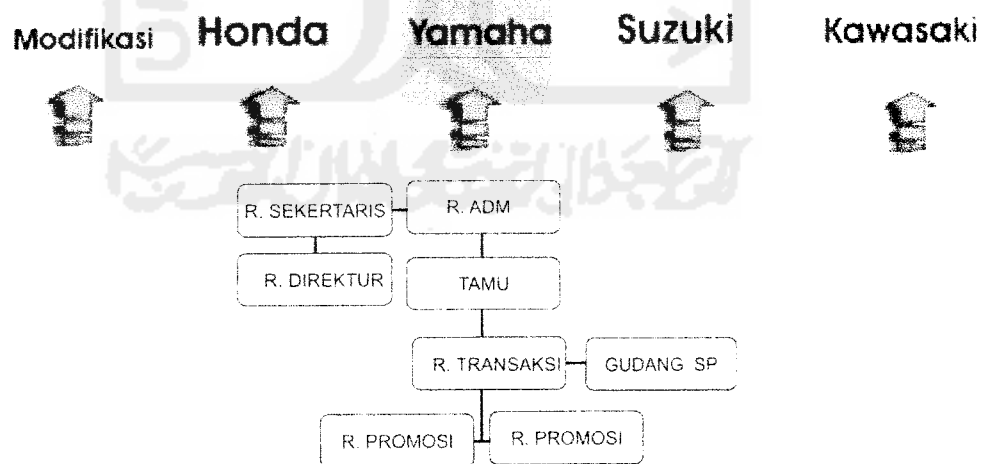 Modifikasi Honda Yamaha Suzuki Kawasaki
R. SEKERTARIS R. ADM
R. DIREKTUR TAMU
R. TRANSAKSI GUDANG SP
R. PROMOSI R. PROMOSI